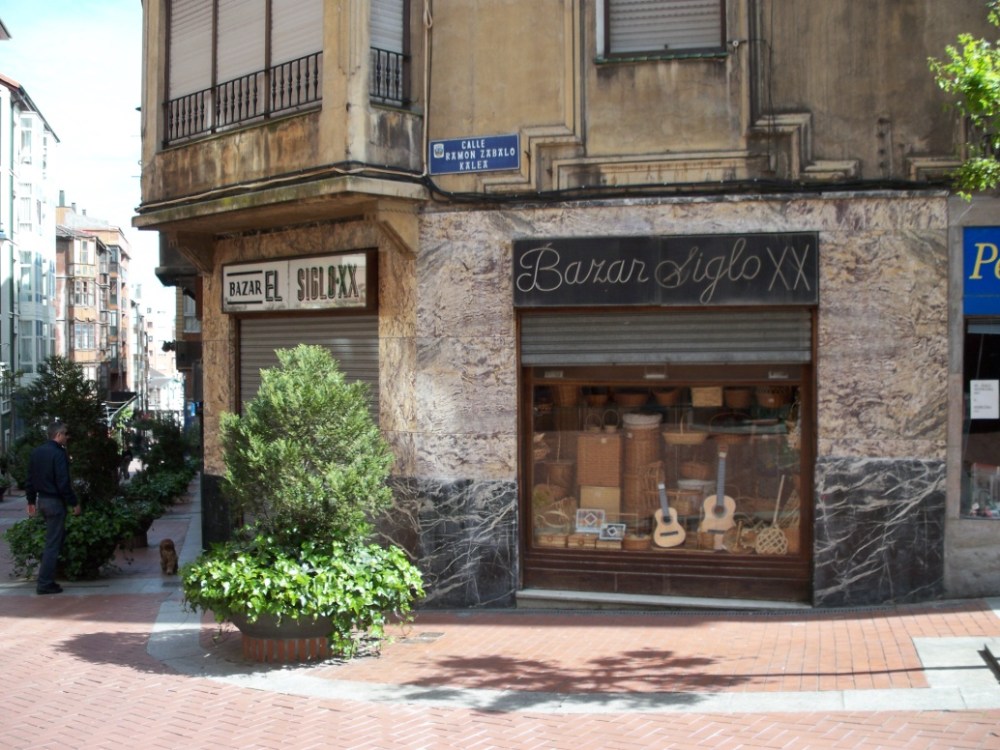 CALLE
RAMON ZABALO
KALEA
BAZAR EL SIGLO·XX
Bazar Siglo XX